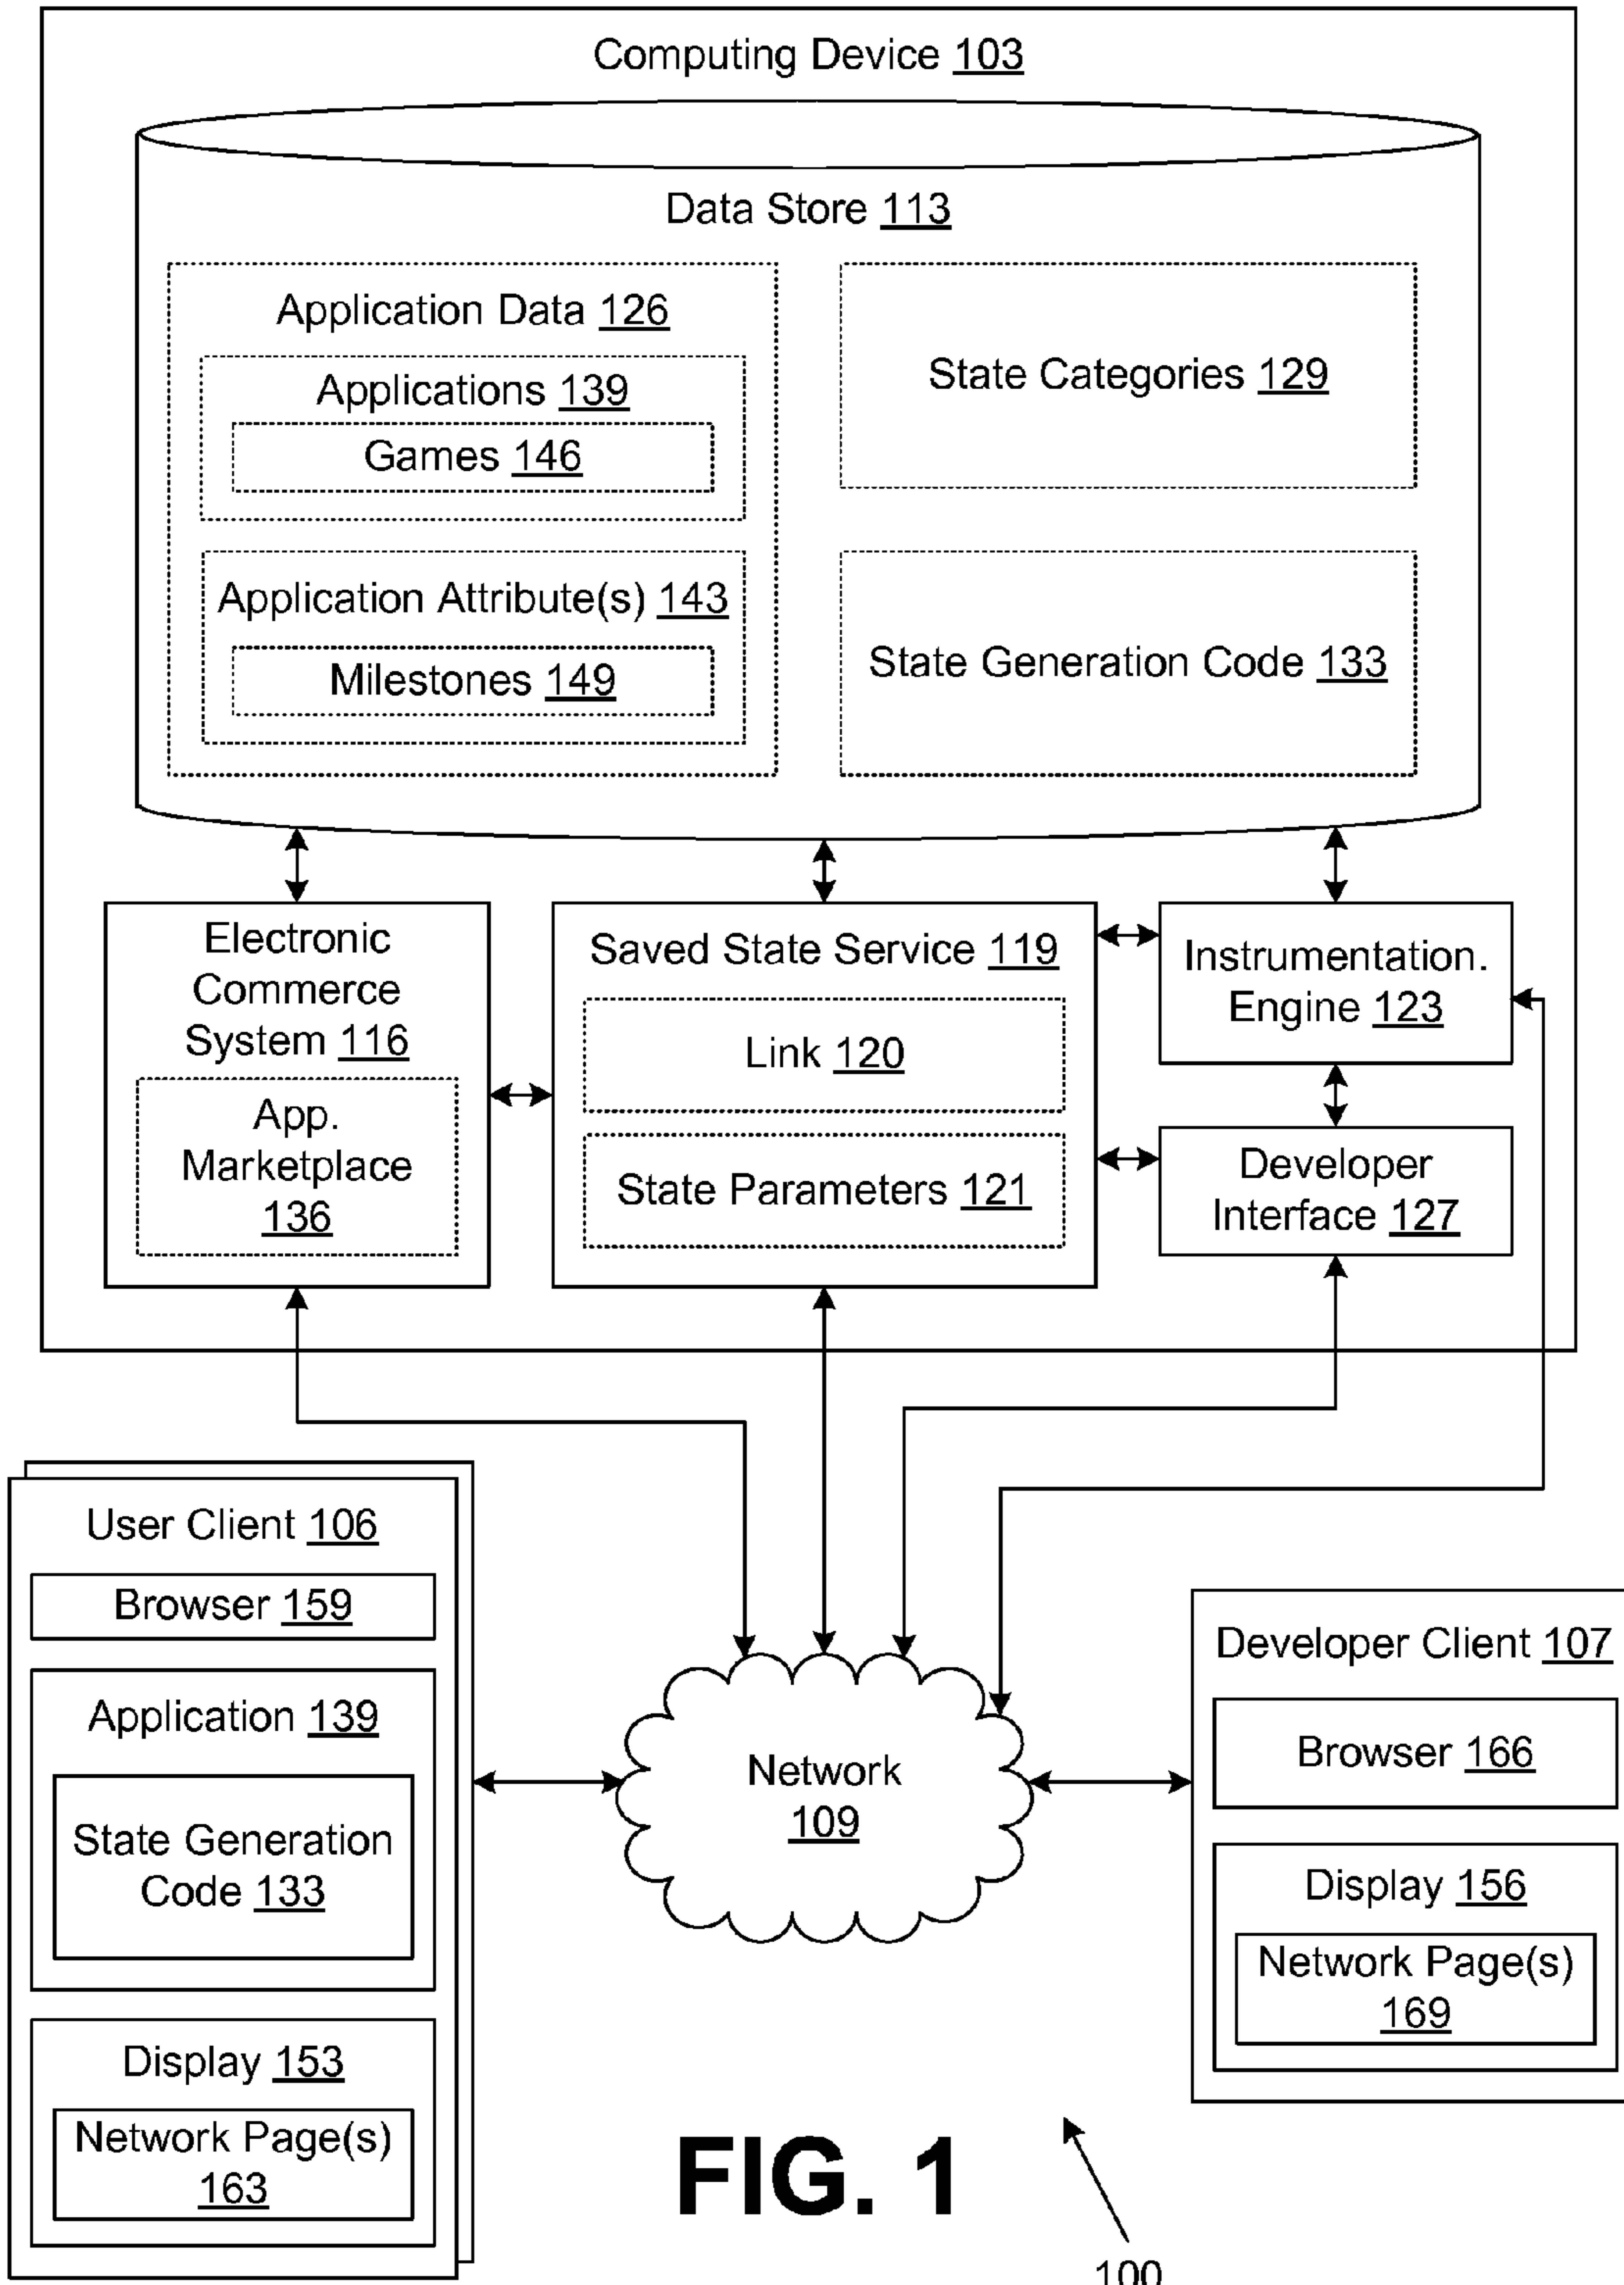 Computing Device 103
Data Store 113
Application Data 126
Applications 139
Games 146
Application Attribute(s) 143
Milestones 149
State Categories 129
State Generation Code 133
Electronic
Commerce
System 116
App.
Marketplace
136
Saved State Service 119
Link 120
State Parameters 121
Instrumentation.
Engine 123
Developer
Interface 127
User Client 106
Browser 159
Application 139
State Generation
Code 133
Display 153
Network Page(s)
163
Network
109
Developer Client 107
Browser 166
Display 156
Network Page(s)
169
FIG. 1
100